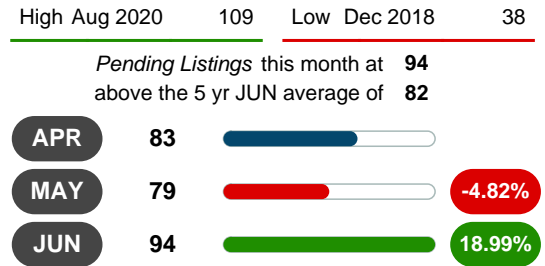 High Aug 2020 109 Low Dec 2018 38
Pending Listings this month at 94
above the 5 yr JUN average of 82
APR 83
MAY 79 -4.82%
JUN 94 18.99%